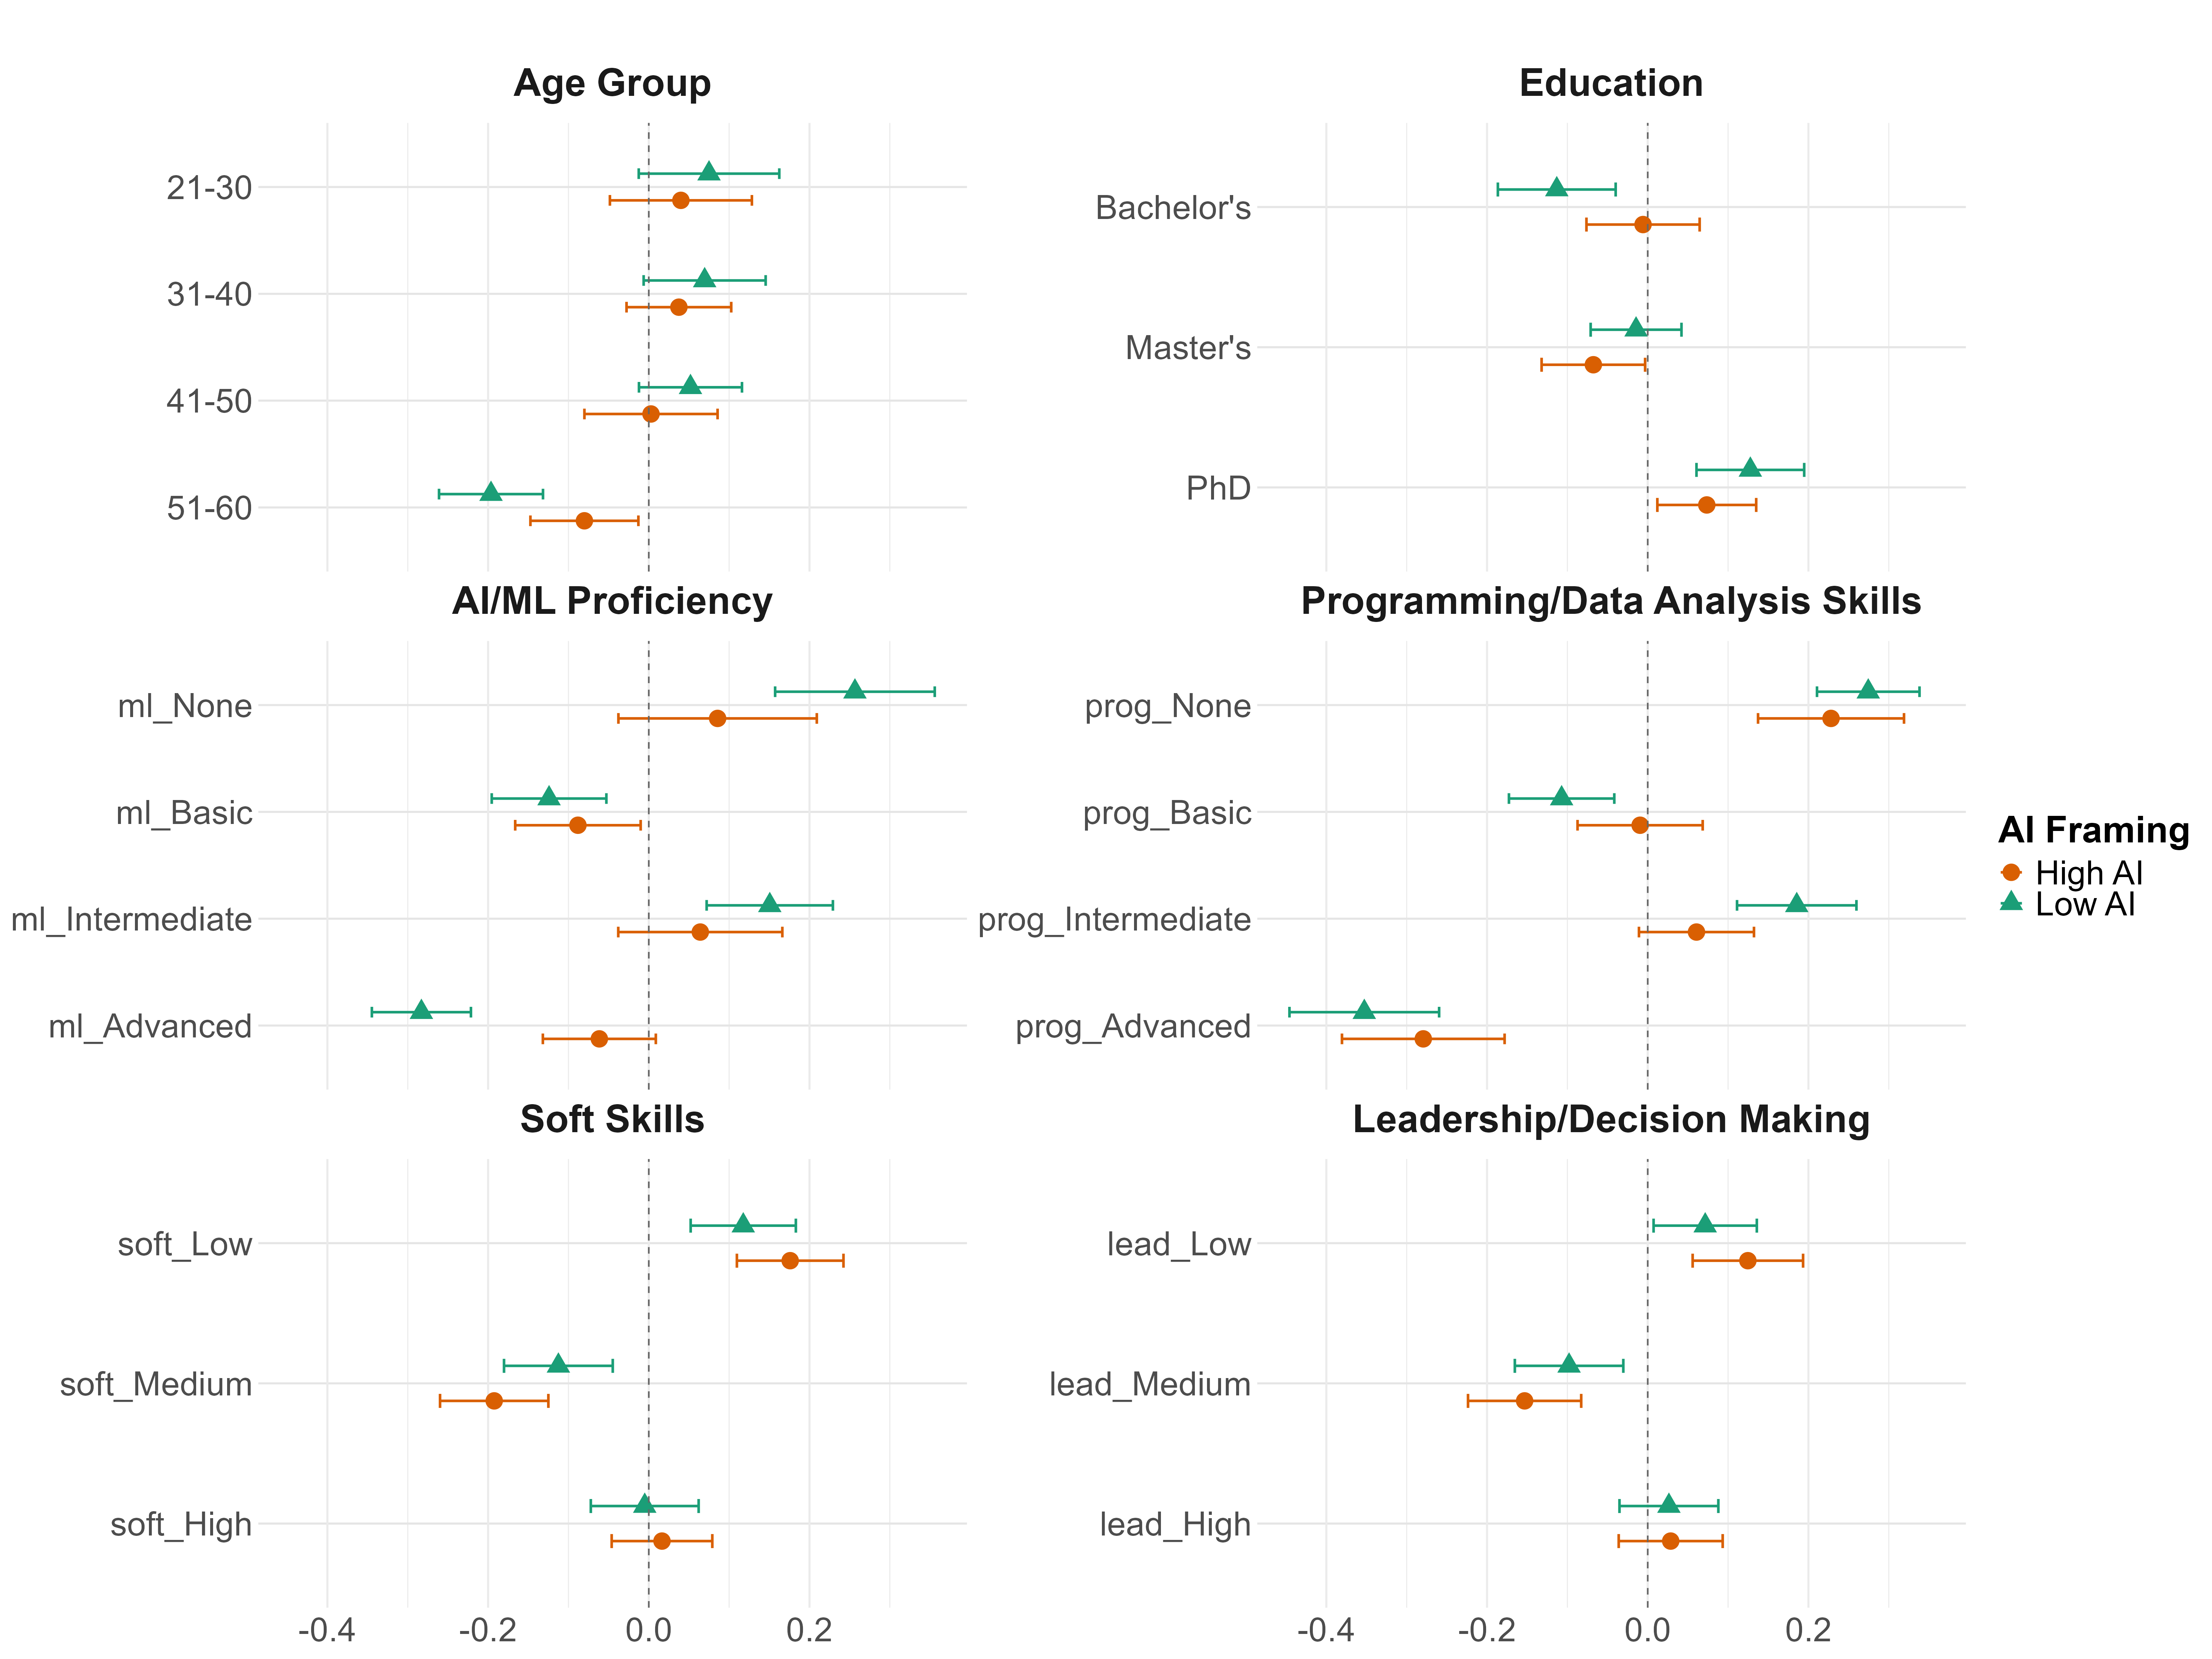 Age Group
21-30
31-40
41-50
51-60
Education
Bachelor's
Master's
PhD
AI/ML Proficiency
ml_None
ml_Basic
ml_Intermediate
ml_Advanced
Programming/Data Analysis Skills
prog_None
prog_Basic
prog_Intermediate
prog_Advanced
Soft Skills
soft_Low
soft_Medium
soft_High
-0.4 -0.2 0.0 0.2
Leadership/Decision Making
lead_Low
lead_Medium
lead_High
-0.4 -0.2 0.0 0.2
AI Framing
High AI
Low AI